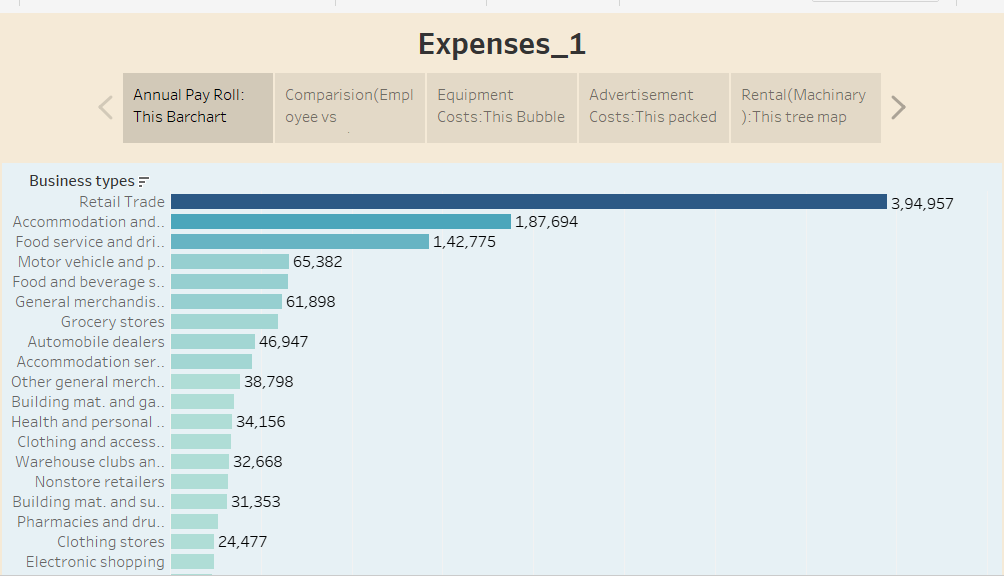 Expenses_1
Annual Pay Roll:
This Barchart
Comparision(Empl
oyee vs
Equipment
Costs:This Bubble
Advertisement
Costs:This packed
Rental(Machinary
):This tree map
Business types
Retail Trade 3,94,957
Accommodation and.. 1,87,694
Food service and dri.. 1,42,775
Motor vehicle and p.. 65,382
Food and beverage s..
General merchandis.. 61,898
Grocery stores
Automobile dealers 46,947
Accommodation ser..
Other general merch.. 38,798
Building mat. and ga..
Health and personal .. 34,156
Clothing and access..
Warehouse clubs an.. 32,668
Nonstore retailers
Building mat. and su.. 31,353
Pharmacies and dru..
Clothing stores 24,477
Electronic shopping